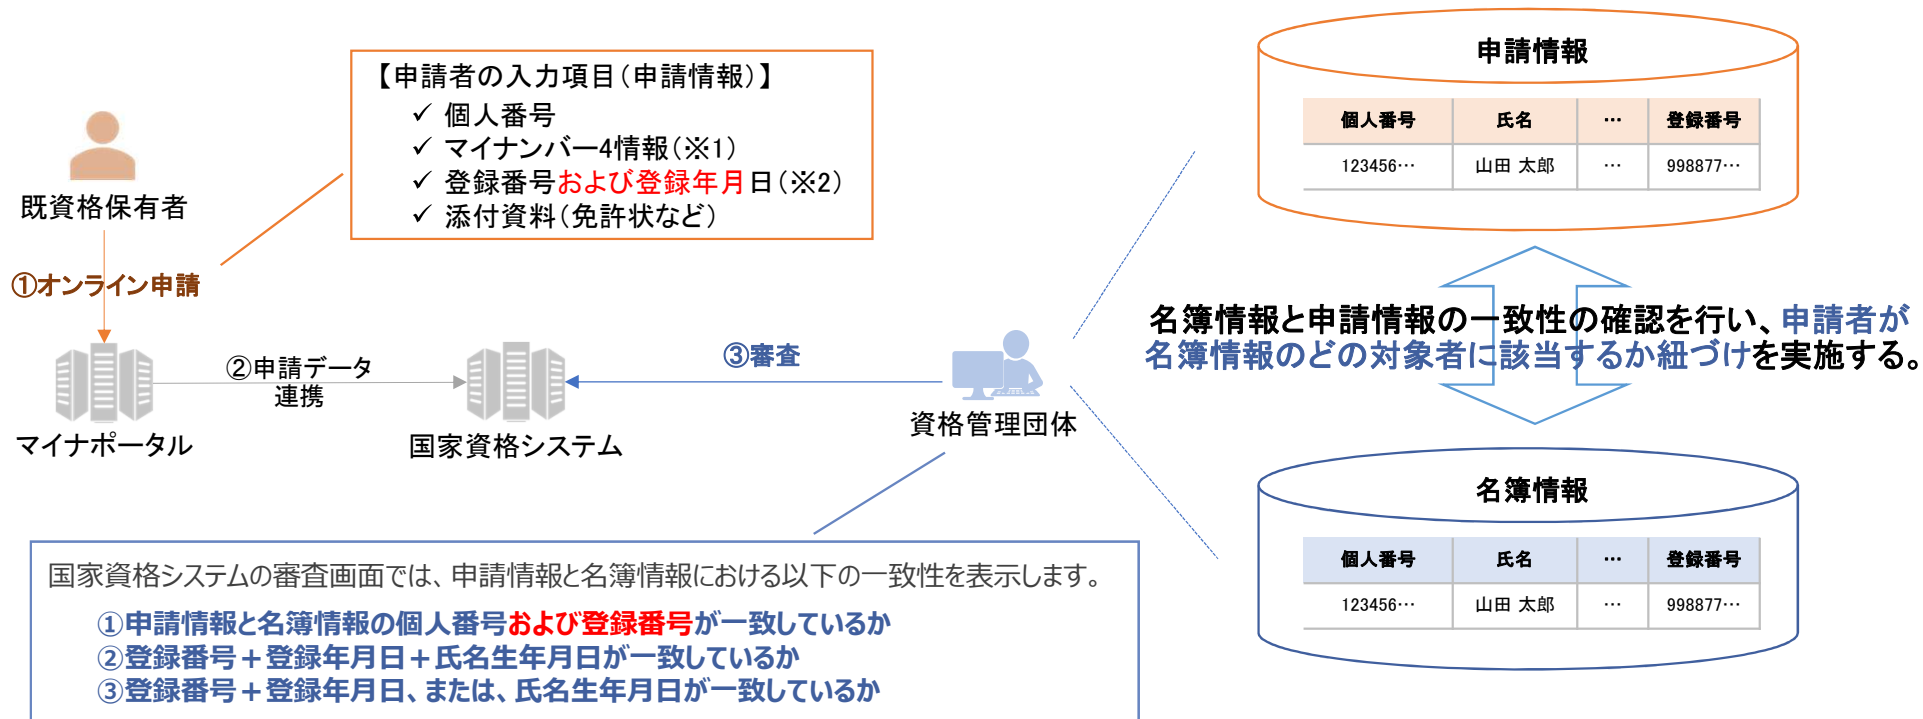 【申請者の入力項目（申請情報）】
✓ 個人番号
✓ マイナンバー4情報（※1）
✓ 登録番号および登録年月日（※2）
✓ 添付資料（免許状など）
既資格保有者
①オンライン申請
マイナポータル
②申請データ
連携
国家資格システム
③審査
資格管理団体
申請情報
個人番号 氏名 … 登録番号
123456… 山田 太郎 … 998877…
名簿情報と申請情報の一致性の確認を行い、申請者が
名簿情報のどの対象者に該当するか紐づけを実施する。
名簿情報
個人番号 氏名 … 登録番号
123456… 山田 太郎 … 998877…
国家資格システムの審査画面では、申請情報と名簿情報における以下の一致性を表示します。
①申請情報と名簿情報の個人番号および登録番号が一致しているか
②登録番号＋登録年月日＋氏名生年月日が一致しているか
③登録番号＋登録年月日、または、氏名生年月日が一致しているか